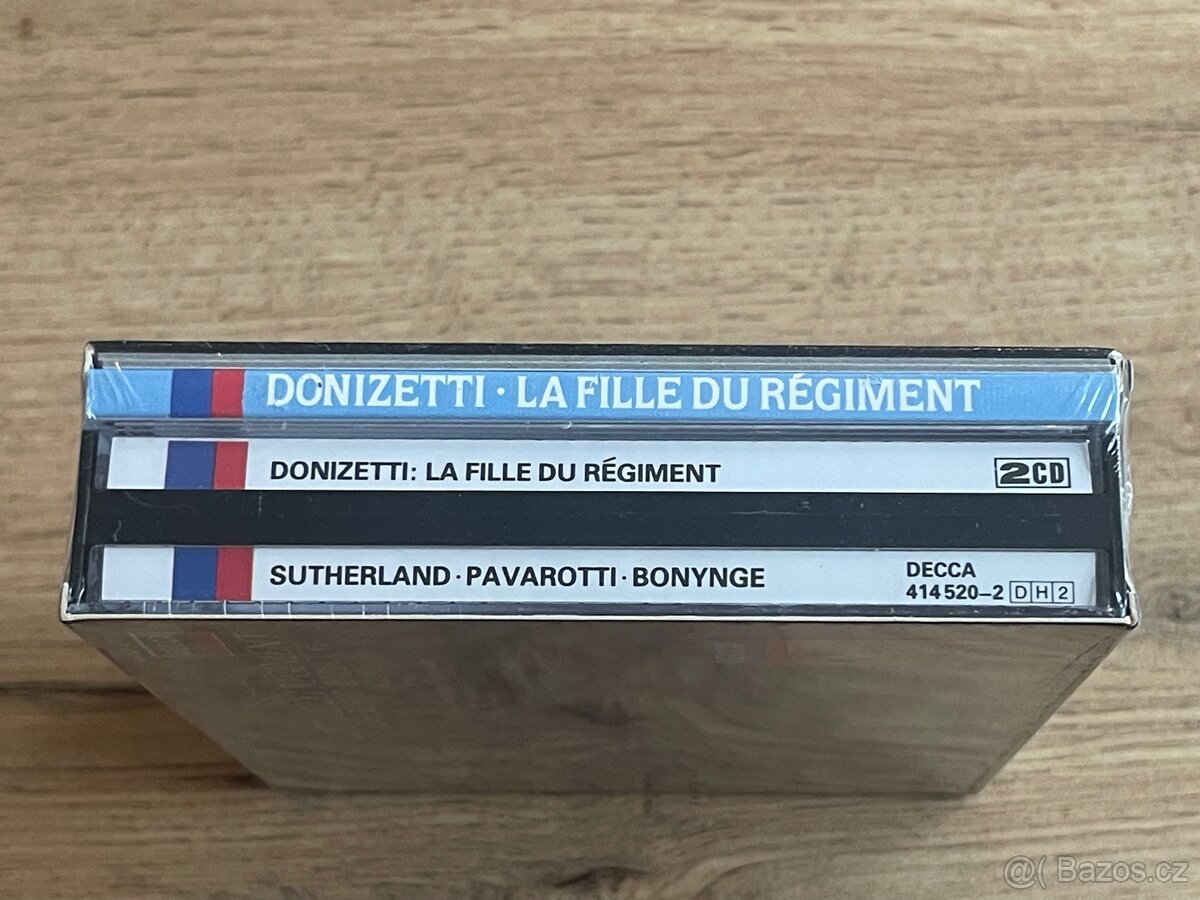 DONIZETTI · LA FILLE DU RÉGIMENT
DONIZETTI: LA FILLE DU RÉGIMENT 2CD
SUTHERLAND · PAVAROTTI · BONYNGE
DECCA
414 520-2 DH2
@( Bazos.cz